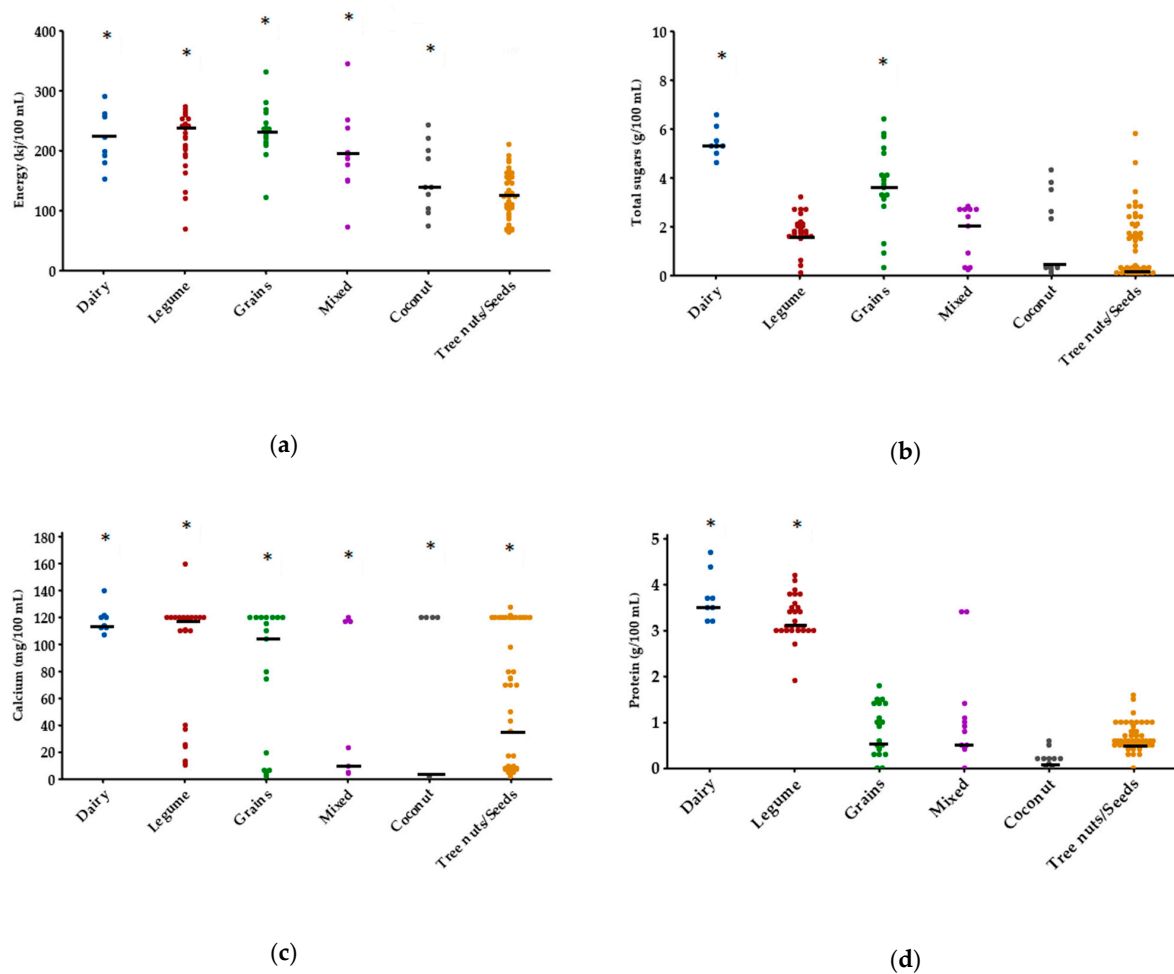 * * * * *
400
300
200
100
0
Energy (kj/100 mL)
Dairy
Legume
Grains
Mixed
Coconut
Tree nuts/Seeds
(a)
* *
10
8
6
4
2
0
Total sugars (g/100 mL)
Dairy
Legume
Grains
Mixed
Coconut
Tree nuts/Seeds
(b)
* * * * * *
180
160
140
120
100
80
60
40
20
0
Calcium (mg/100 mL)
Dairy
Legume
Grains
Mixed
Coconut
Tree nuts/Seeds
(c)
* *
5
4
3
2
1
0
Protein (g/100 mL)
Dairy
Legume
Grains
Mixed
Coconut
Tree nuts/Seeds
(d)